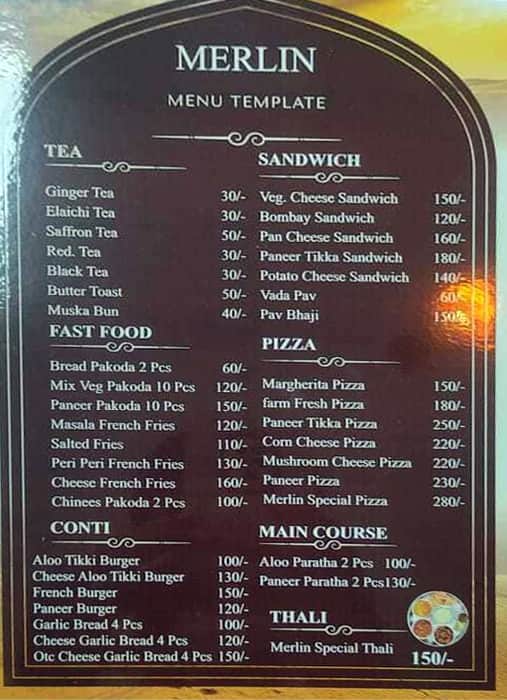 MERLIN
MENU TEMPLATE
TEA
Ginger Tea 30/-
Elaichi Tea 30/-
Saffron Tea 50/-
Red. Tea 30/-
Black Tea 30/-
Butter Toast 50/-
Muska Bun 40/-
FAST FOOD
Bread Pakoda 2 Pcs 60/-
Mix Veg Pakoda 10 Pcs 120/-
Paneer Pakoda 10 Pcs 150/-
Masala French Fries 120/-
Salted Fries 110/-
Peri Peri French Fries 130/-
Cheese French Fries 160/-
Chinees Pakoda 2 Pcs 100/-
CONTI
Aloo Tikki Burger 100/-
Cheese Aloo Tikki Burger 130/-
French Burger 150/-
Paneer Burger 120/-
Garlic Bread 4 Pcs 100/-
Cheese Garlic Bread 4 Pcs 120/-
Otc Cheese Garlic Bread 4 Pcs 150/-
SANDWICH
Veg. Cheese Sandwich 150/-
Bombay Sandwich 120/-
Pan Cheese Sandwich 160/-
Paneer Tikka Sandwich 180/-
Potato Cheese Sandwich 140/-
Vada Pav 60/-
Pav Bhaji 150/-
PIZZA
Margherita Pizza 150/-
farm Fresh Pizza 180/-
Paneer Tikka Pizza 250/-
Corn Cheese Pizza 220/-
Mushroom Cheese Pizza 220/-
Paneer Pizza 230/-
Merlin Special Pizza 280/-
MAIN COURSE
Aloo Paratha 2 Pcs 100/-
Paneer Paratha 2 Pcs130/-
THALI
Merlin Special Thali 150/-